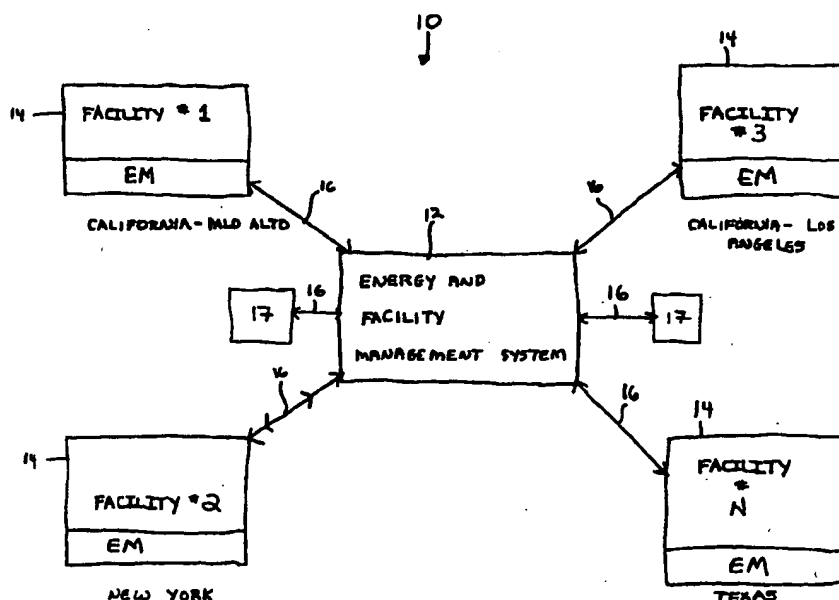 10
14
FACILITY #1
EM
CALIFORNIA-PALO ALTO
16
14
FACILITY
#3
EM
CALIFORNIA- LOS
ANGELES
16
12
ENERGY AND
FACILITY
MANAGEMENT SYSTEM
17
16
16
17
16
14
FACILITY #2
EM
NEW YORK
16
14
FACILITY
#
N
EM
TEXAS